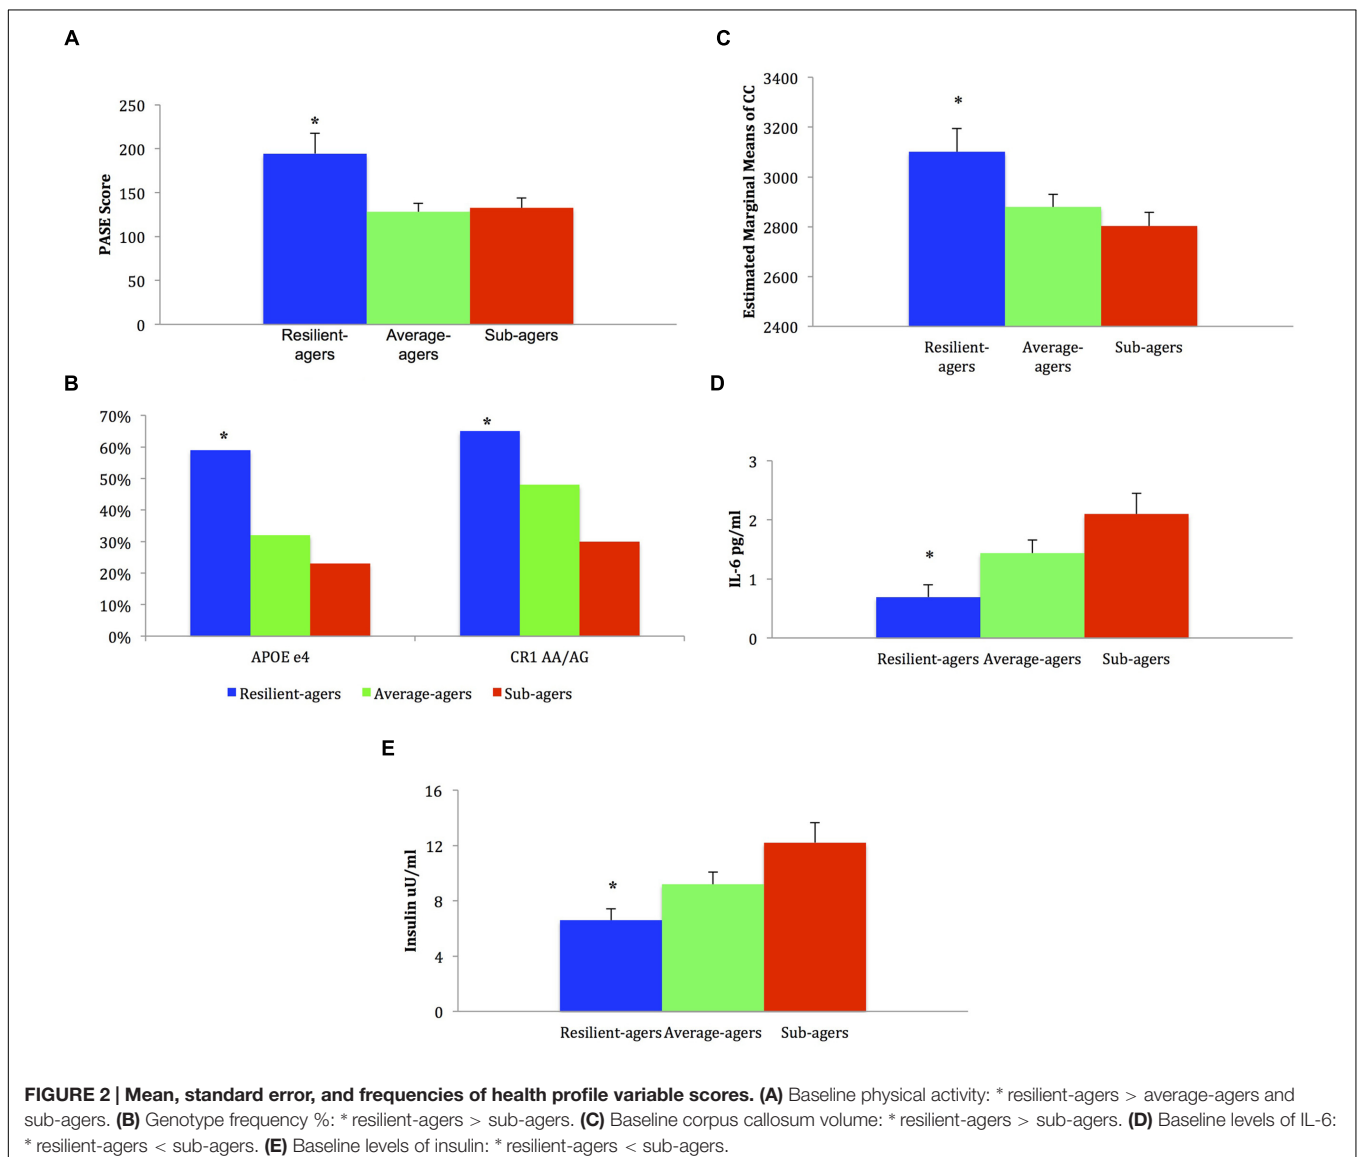 A
250
200
150
100
50
0
PASE Score
*
Resilient-agers
Average-agers
Sub-agers
C
3400
3200
3000
2800
2600
2400
Estimated Marginal Means of CC
*
Resilient-agers
Average-agers
Sub-agers
B
70%
60%
50%
40%
30%
20%
10%
0%
*
*
APOE e4
CR1 AA/AG
Resilient-agers Average-agers Sub-agers
D
3
2
1
0
IL-6 pg/ml
*
Resilient-agers Average-agers Sub-agers
E
16
12
8
4
0
Insulin uU/ml
*
Resilient-agers Average-agers Sub-agers
FIGURE 2 | Mean, standard error, and frequencies of health profile variable scores. (A) Baseline physical activity: * resilient-agers > average-agers and
sub-agers. (B) Genotype frequency %: * resilient-agers > sub-agers. (C) Baseline corpus callosum volume: * resilient-agers > sub-agers. (D) Baseline levels of IL-6:
* resilient-agers < sub-agers. (E) Baseline levels of insulin: * resilient-agers < sub-agers.